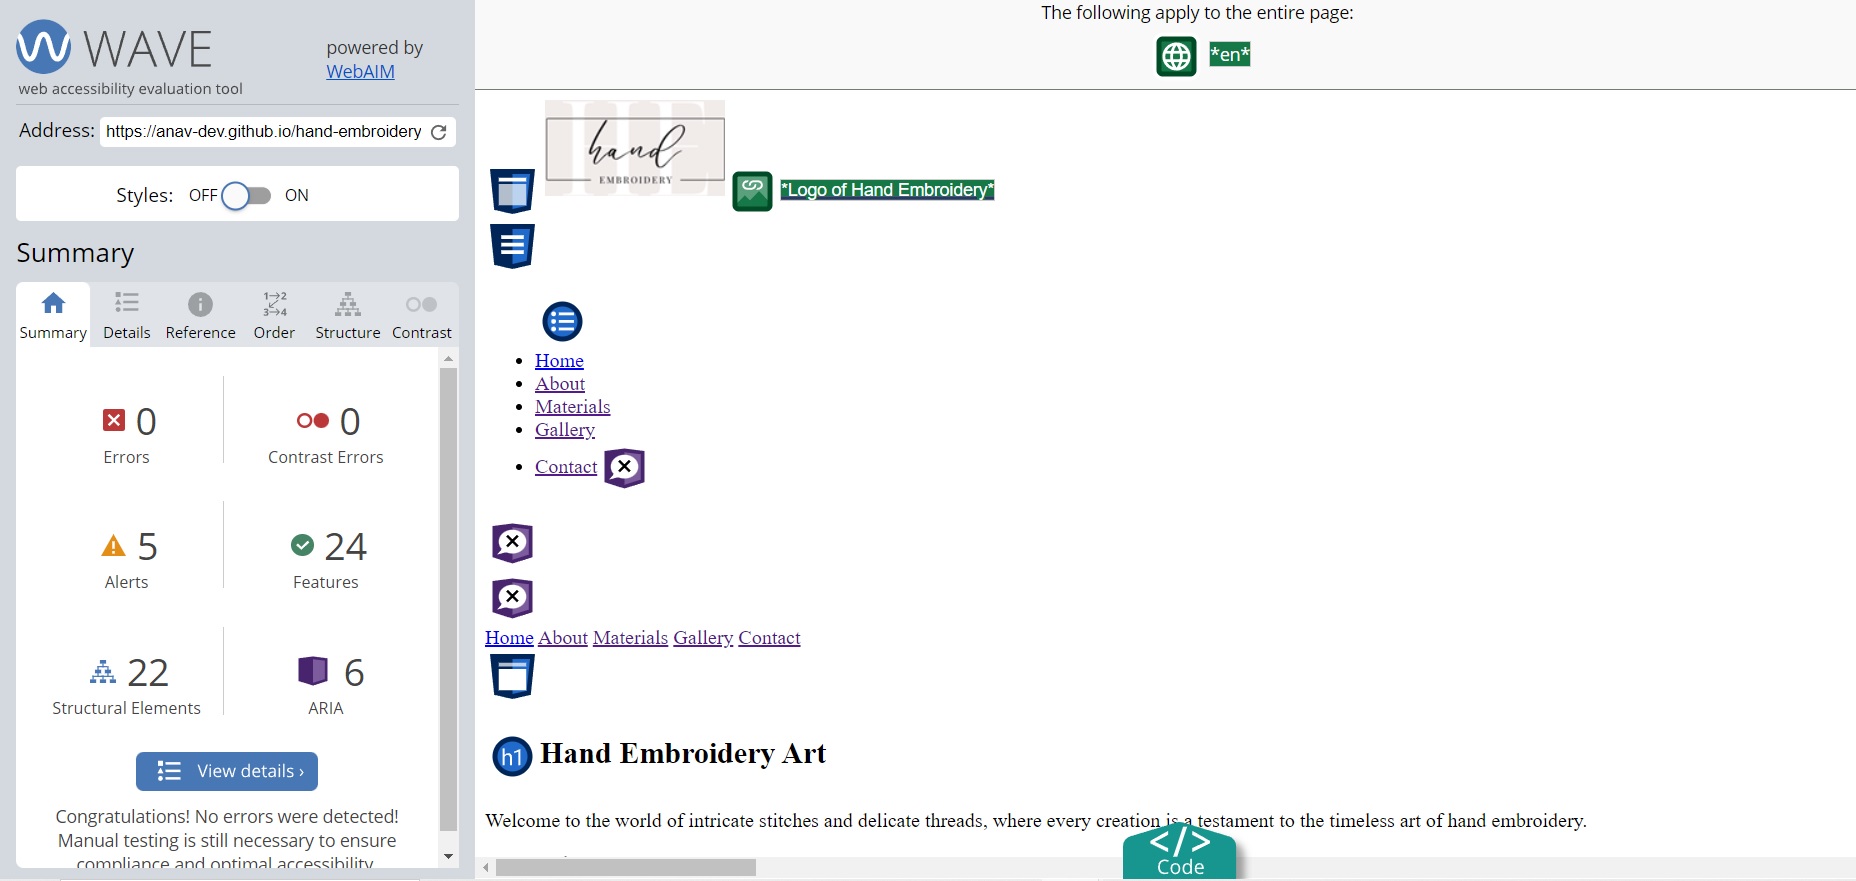 WAVE
powered by
WebAIM
web accessibility evaluation tool
Address: https://anav-dev.github.io/hand-embroidery
Styles: OFF ON
Summary
Summary Details Reference Order Structure Contrast
1→2
3→4
0 0
Errors Contrast Errors
5 24
Alerts Features
22 6
Structural Elements ARIA
View details ›
Congratulations! No errors were detected!
Manual testing is still necessary to ensure
compliance and optimal accessibility.
The following apply to the entire page:
*en*
hand
EMBROIDERY
*Logo of Hand Embroidery*
Home
About
Materials
Gallery
Contact
Home About Materials Gallery Contact
h1 Hand Embroidery Art
Welcome to the world of intricate stitches and delicate threads, where every creation is a testament to the timeless art of hand embroidery.
</>
Code